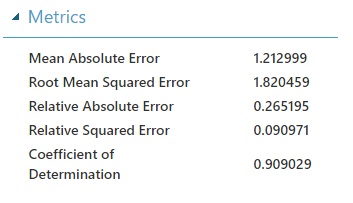 Metrics
Mean Absolute Error 1.212999
Root Mean Squared Error 1.820459
Relative Absolute Error 0.265195
Relative Squared Error 0.090971
Coefficient of
Determination 0.909029